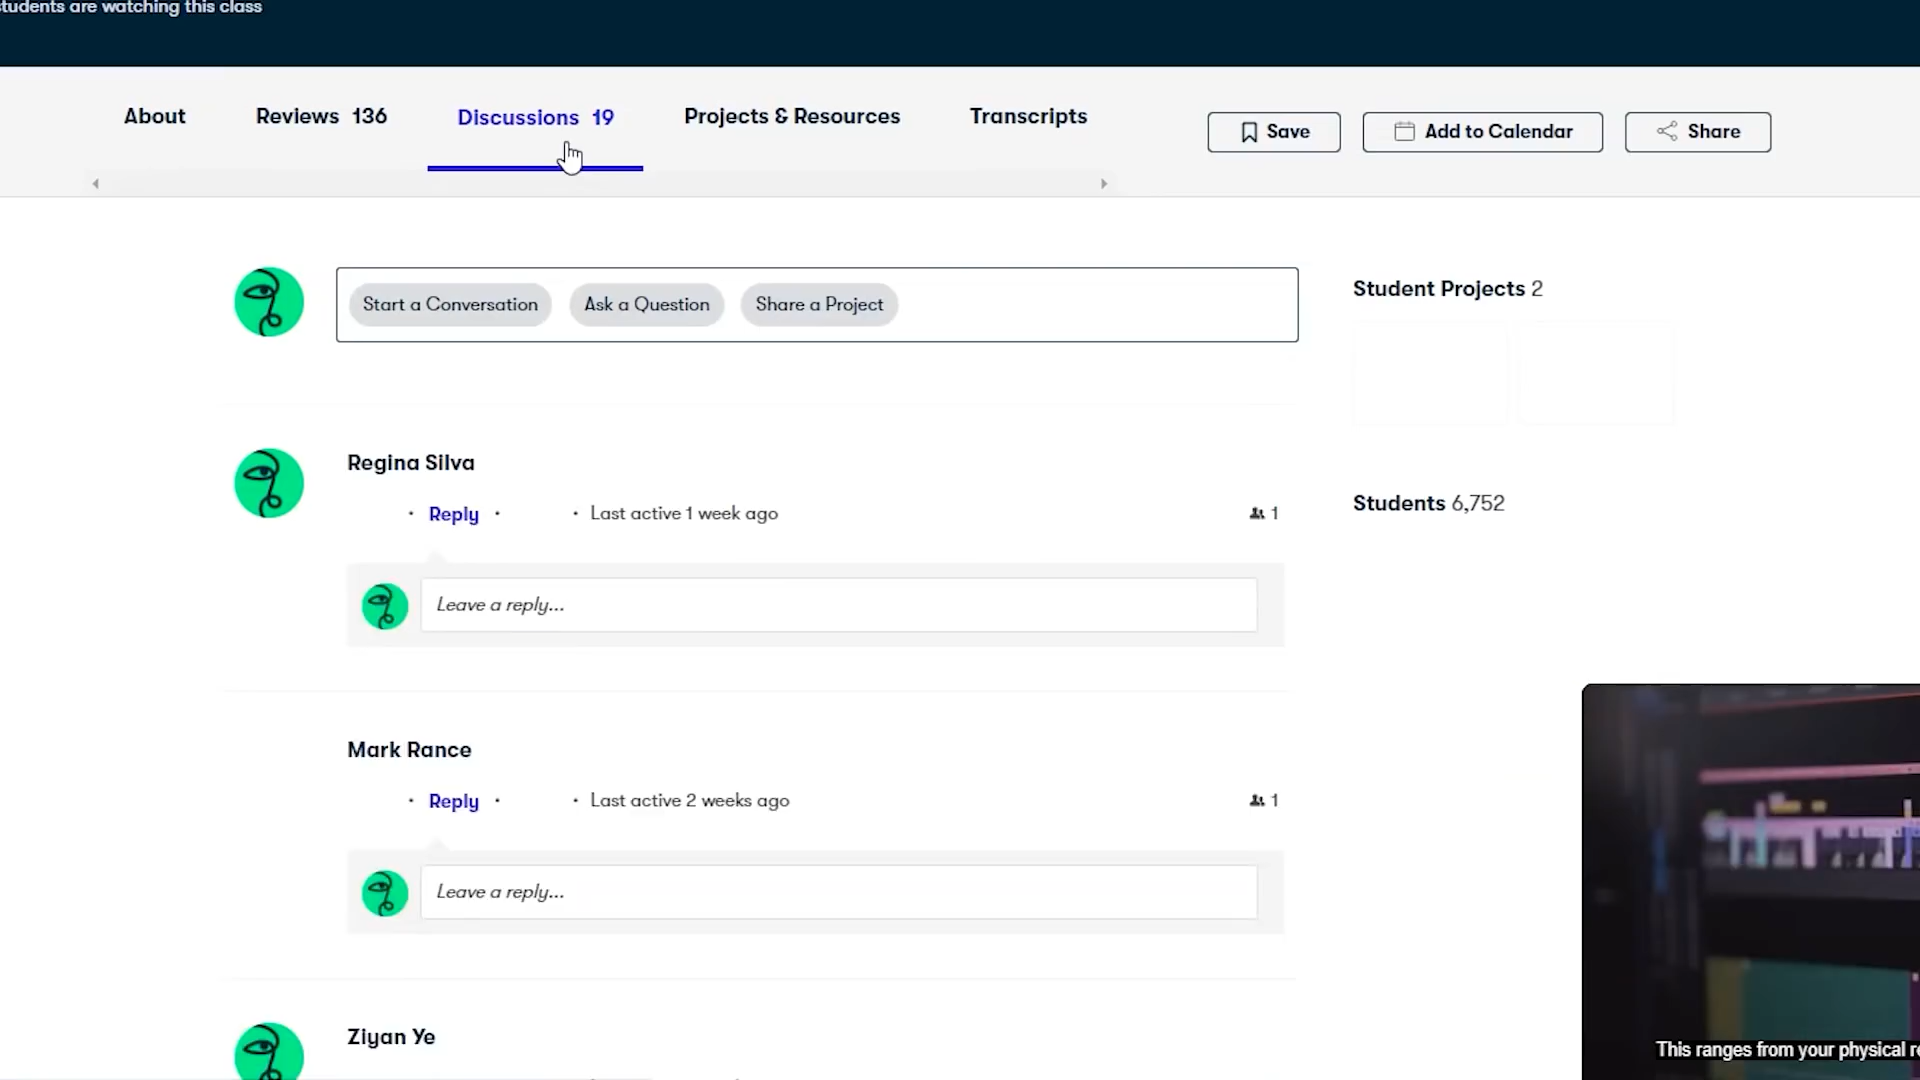 students are watching this class
About Reviews 136 Discussions 19 Projects & Resources Transcripts
Save Add to Calendar Share
Start a Conversation Ask a Question Share a Project
Student Projects 2
Regina Silva
· Reply · · Last active 1 week ago 1
Students 6,752
Leave a reply...
Mark Rance
· Reply · · Last active 2 weeks ago 1
Leave a reply...
Ziyan Ye
This ranges from your physical